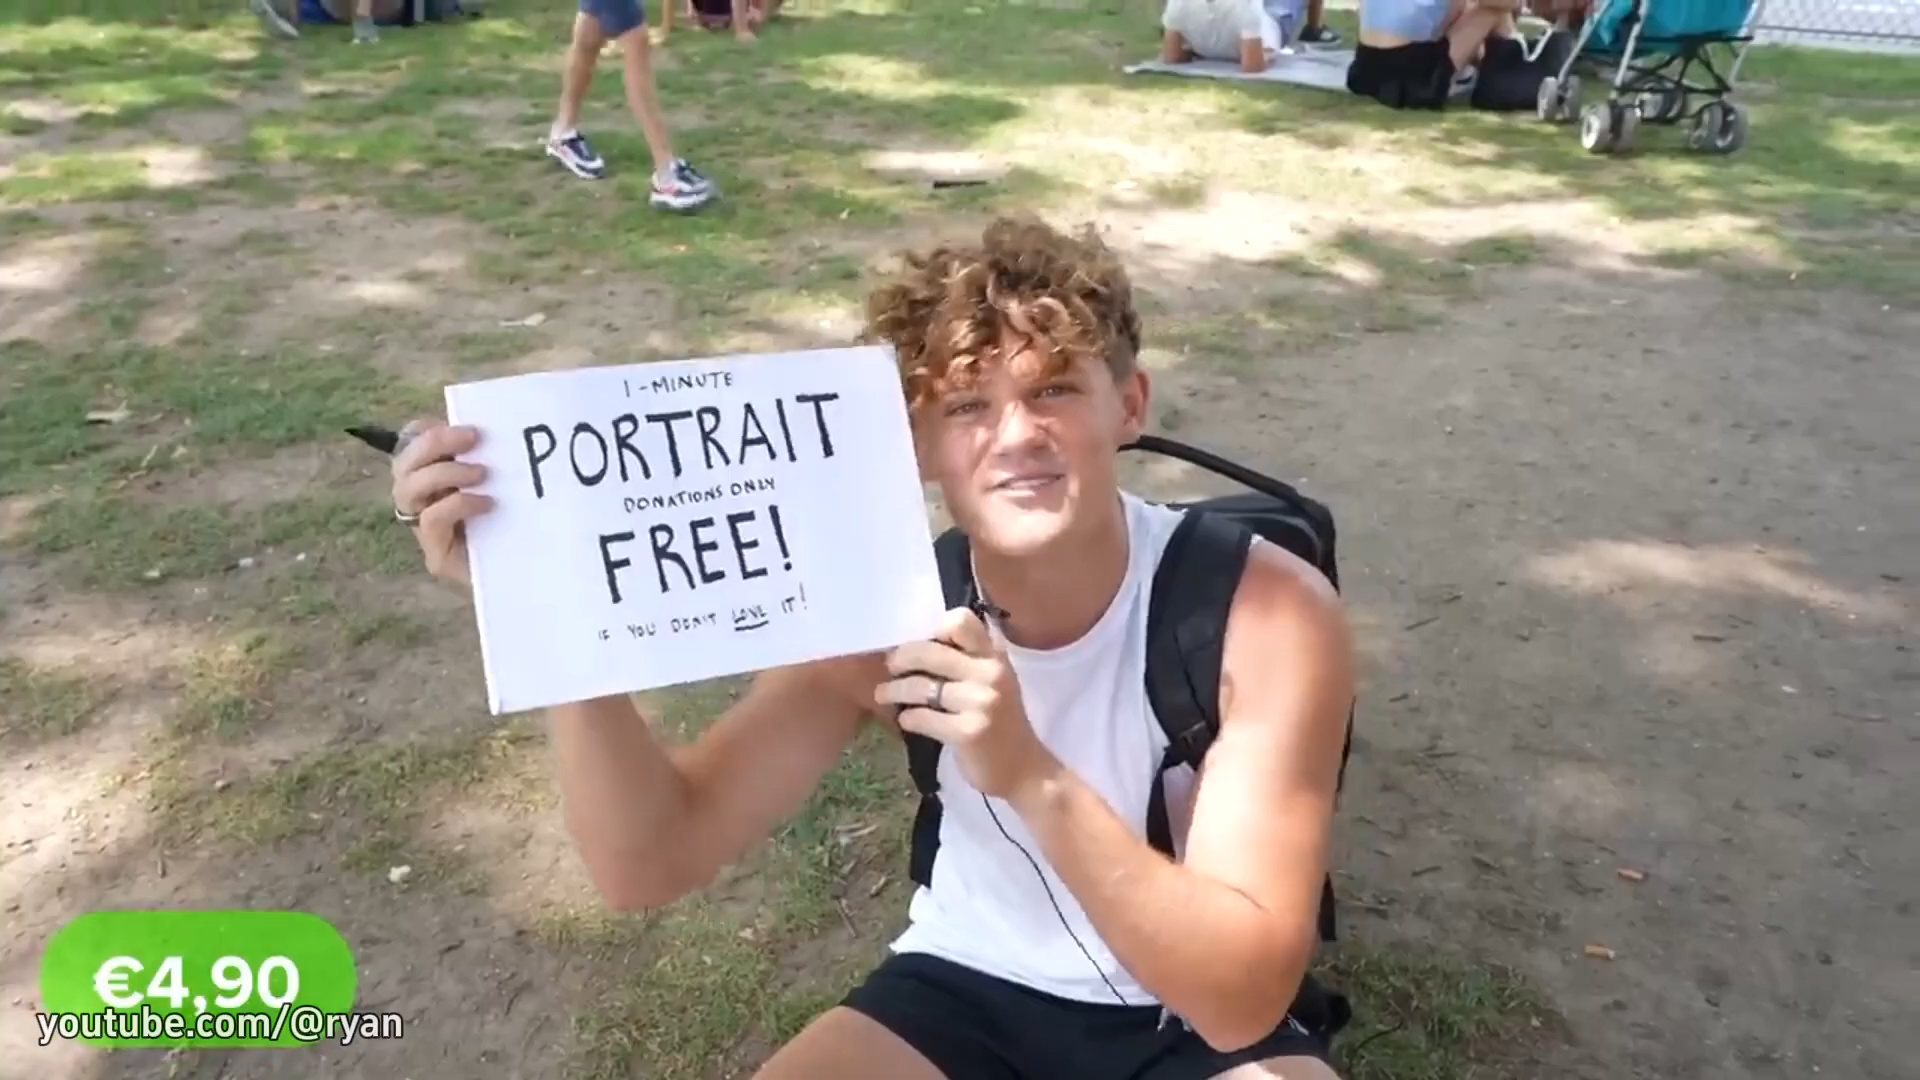 1-MINUTE
PORTRAIT
DONATIONS ONLY
FREE!
IF YOU DON'T LOVE IT!
€4,90
youtube.com/@ryan